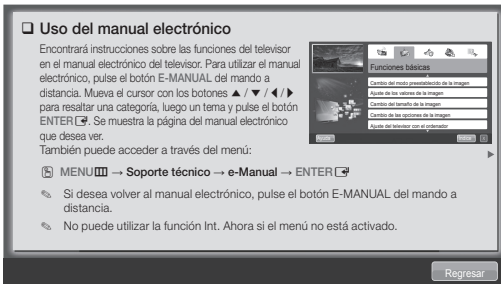 ❑ Uso del manual electrónico
Encontrará instrucciones sobre las funciones del televisor
en el manual electrónico del televisor. Para utilizar el manual
electrónico, pulse el botón E-MANUAL del mando a
distancia. Mueva el cursor con los botones ▲ / ▼ / ◀ / ▶
para resaltar una categoría, luego un tema y pulse el botón
ENTER. Se muestra la página del manual electrónico
que desea ver.
También puede acceder a través del menú:
MENU → Soporte técnico → e-Manual → ENTER
✎ Si desea volver al manual electrónico, pulse el botón E-MANUAL del mando a
distancia.
✎ No puede utilizar la función Int. Ahora si el menú no está activado.
Funciones básicas
Cambio del modo preestablecido de la imagen
Ajuste de los valores de la imagen
Cambio del tamaño de la imagen
Cambio de las opciones de la imagen
Ajuste del televisor con el ordenador
Regresar